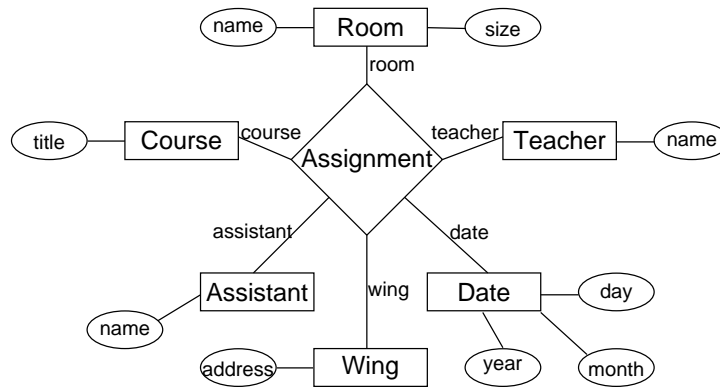 name
Room
size
room
title
Course
course
teacher
Teacher
name
Assignment
assistant
date
Assistant
wing
Date
day
name
address
Wing
year
month